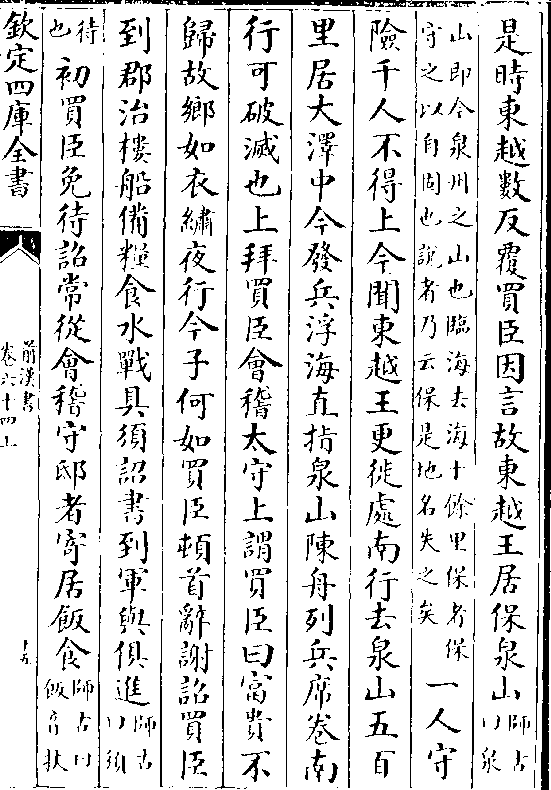 是時東越數反覆買臣因言故東越王居保泉山師古曰泉
山即今泉州之山也臨海去海十餘里保者保守之以自固也說者乃云保是地名失之矣一人守
險千人不得上今聞東越王更徙處南行去泉山五百
里居大澤中今發兵浮海直指泉山陳舟列兵席卷南
行可破滅也上拜買臣會稽太守上謂買臣曰富貴不
歸故鄉如衣繡夜行今子何如買臣頓首辭謝詔買臣
到郡治樓船備糧食水戰具須詔書到軍與俱進師古曰須
待也初買臣免待詔常從會稽守邸者寄居飯食師古曰飯音扶
欽定四庫全書
前漢書
卷六十四上
十五